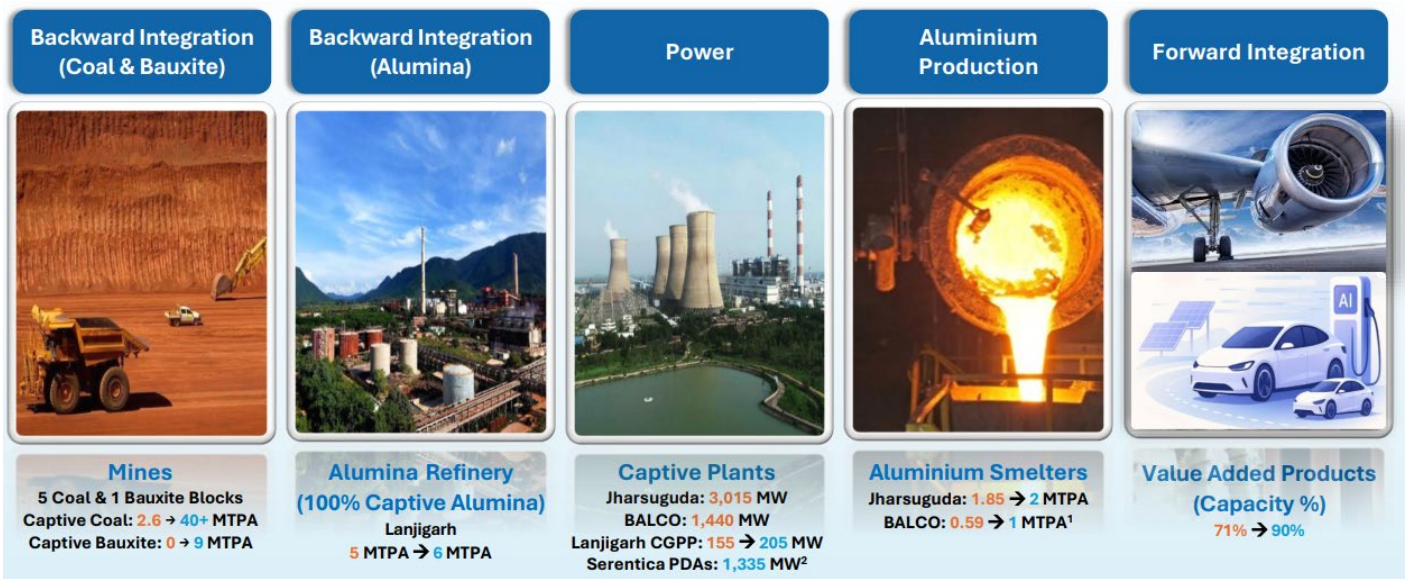 Backward Integration
(Coal & Bauxite)
Backward Integration
(Alumina)
Power
Aluminium
Production
Forward Integration
AI
Mines
5 Coal & 1 Bauxite Blocks
Captive Coal: 2.6 → 40+ MTPA
Captive Bauxite: 0 → 9 MTPA
Alumina Refinery
(100% Captive Alumina)
Lanjigarh
5 MTPA → 6 MTPA
Captive Plants
Jharsuguda: 3,015 MW
BALCO: 1,440 MW
Lanjigarh CGPP: 155 → 205 MW
Serentica PDAs: 1,335 MW²
Aluminium Smelters
Jharsuguda: 1.85 → 2 MTPA
BALCO: 0.59 → 1 MTPA¹
Value Added Products
(Capacity %)
71% → 90%